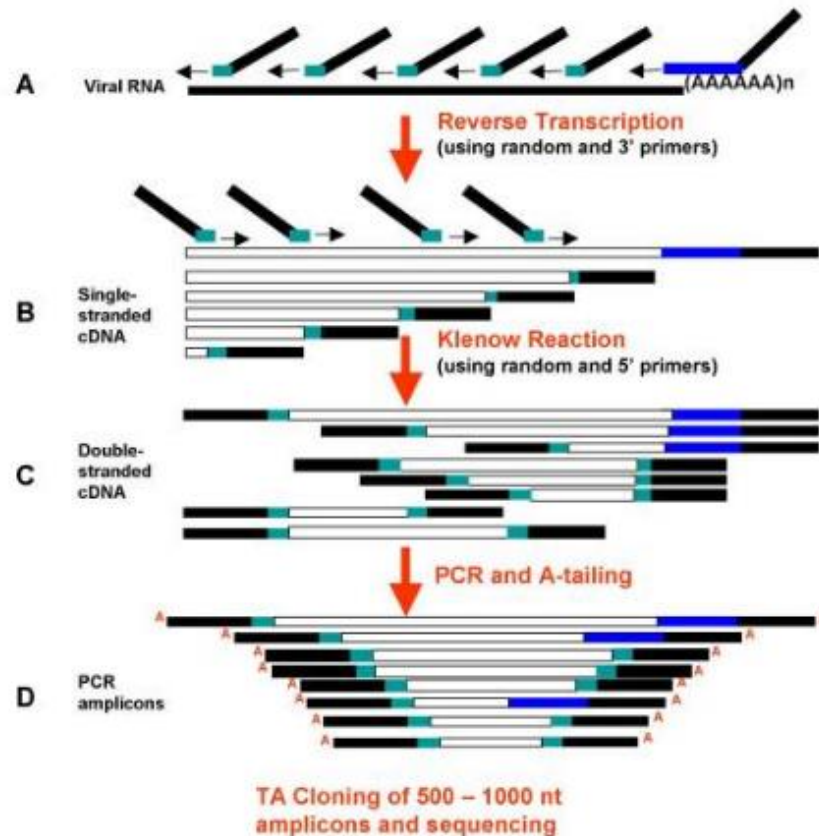 A
Viral RNA
(AAAAAA)n
Reverse Transcription
(using random and 3' primers)
B
Single-
stranded
cDNA
Klenow Reaction
(using random and 5' primers)
C
Double-
stranded
cDNA
PCR and A-tailing
D
PCR
amplicons
A
A A
A A
A A
A A
A A
A A
A A
TA Cloning of 500 – 1000 nt
amplicons and sequencing